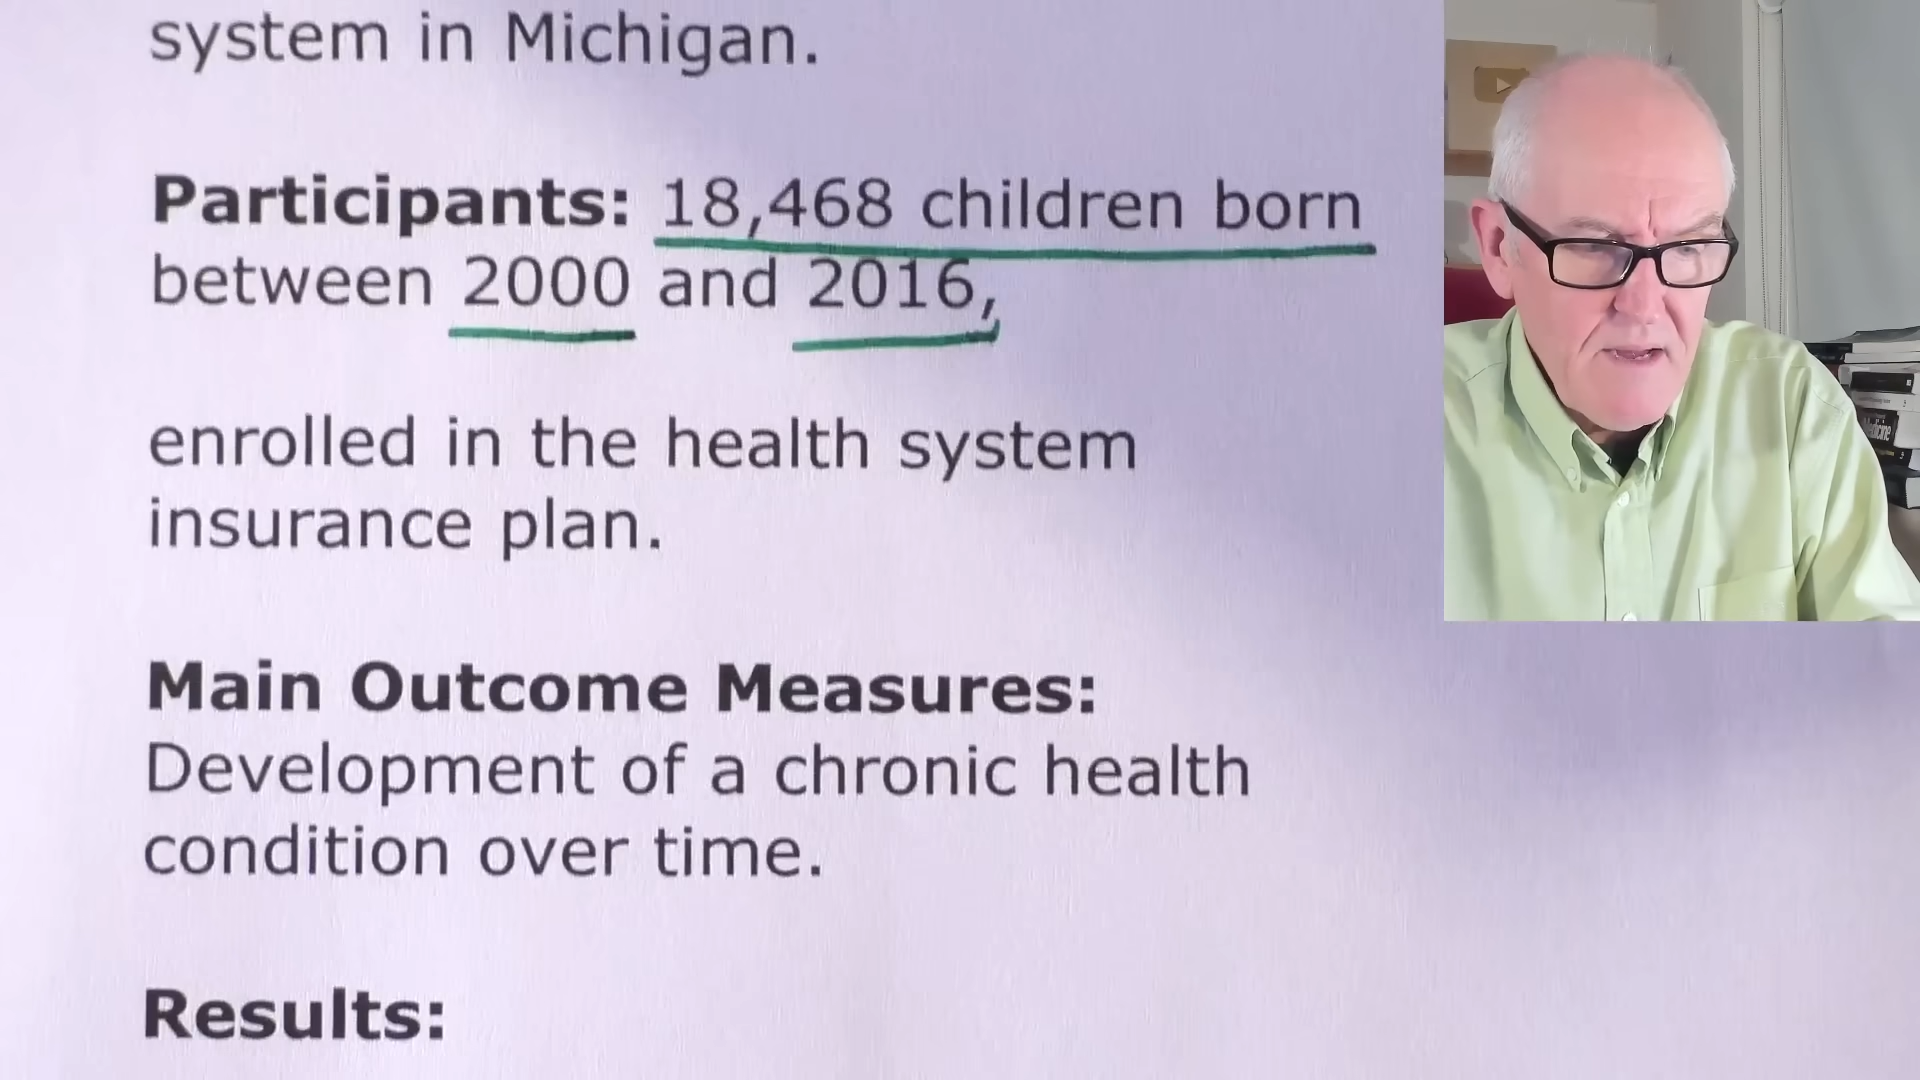 system in Michigan.
Participants: 18,468 children born
between 2000 and 2016,
enrolled in the health system
insurance plan.
Main Outcome Measures:
Development of a chronic health
condition over time.
Results: